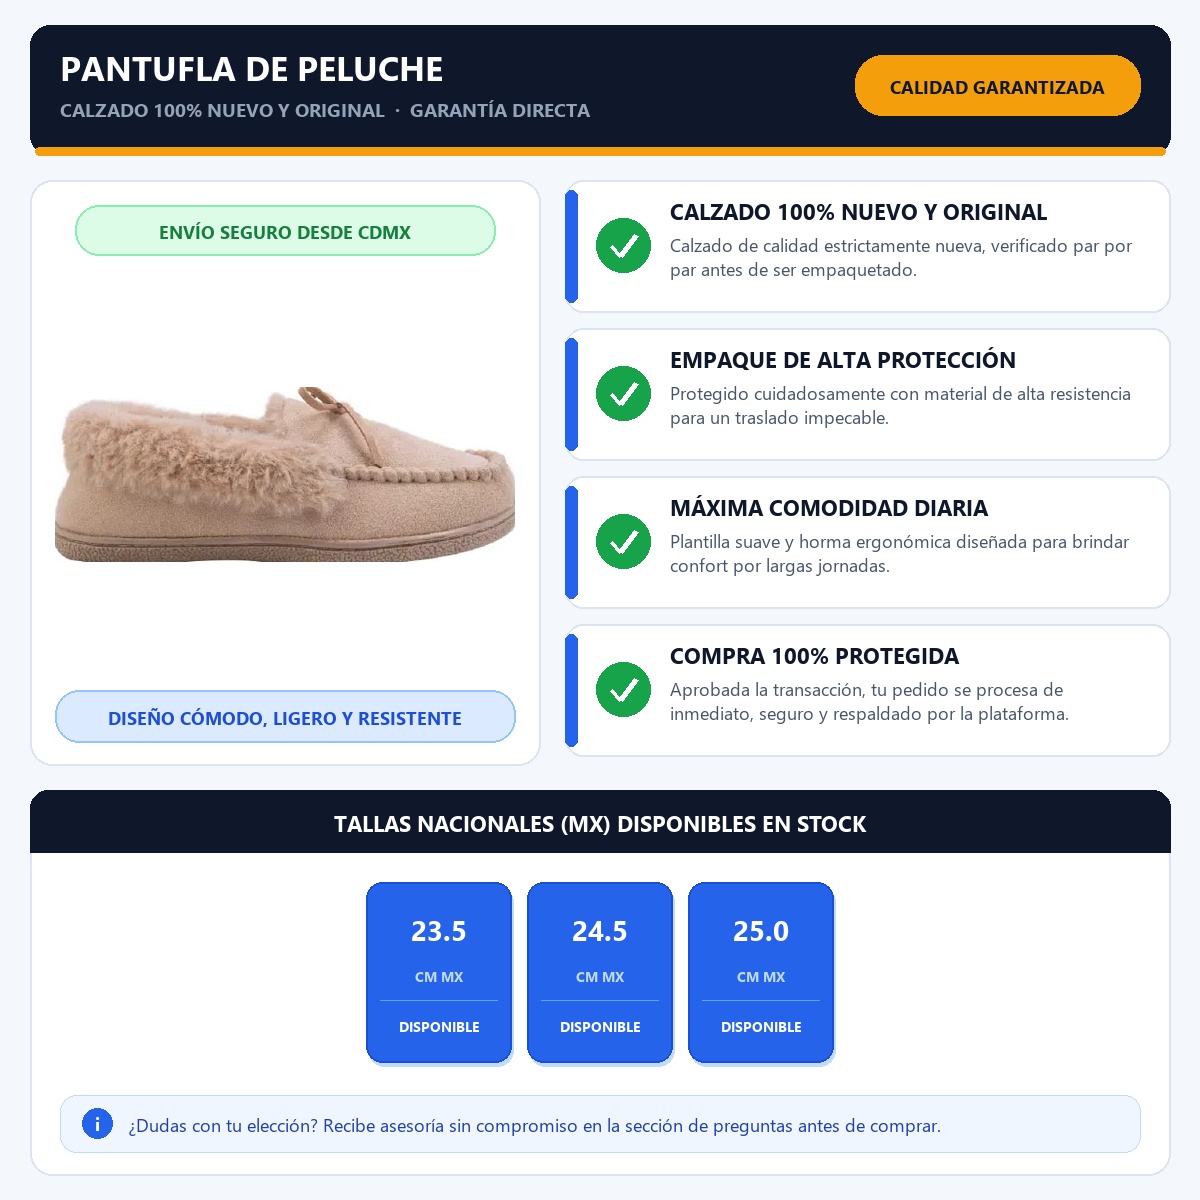 PANTUFLA DE PELUCHE
CALZADO 100% NUEVO Y ORIGINAL · GARANTÍA DIRECTA
CALIDAD GARANTIZADA
ENVÍO SEGURO DESDE CDMX
DISEÑO CÓMODO, LIGERO Y RESISTENTE
CALZADO 100% NUEVO Y ORIGINAL
Calzado de calidad estrictamente nueva, verificado par por
par antes de ser empaquetado.
EMPAQUE DE ALTA PROTECCIÓN
Protegido cuidadosamente con material de alta resistencia
para un traslado impecable.
MÁXIMA COMODIDAD DIARIA
Plantilla suave y horma ergonómica diseñada para brindar
confort por largas jornadas.
COMPRA 100% PROTEGIDA
Aprobada la transacción, tu pedido se procesa de
inmediato, seguro y respaldado por la plataforma.
TALLAS NACIONALES (MX) DISPONIBLES EN STOCK
23.5
CM MX
DISPONIBLE
24.5
CM MX
DISPONIBLE
25.0
CM MX
DISPONIBLE
¿Dudas con tu elección? Recibe asesoría sin compromiso en la sección de preguntas antes de comprar.